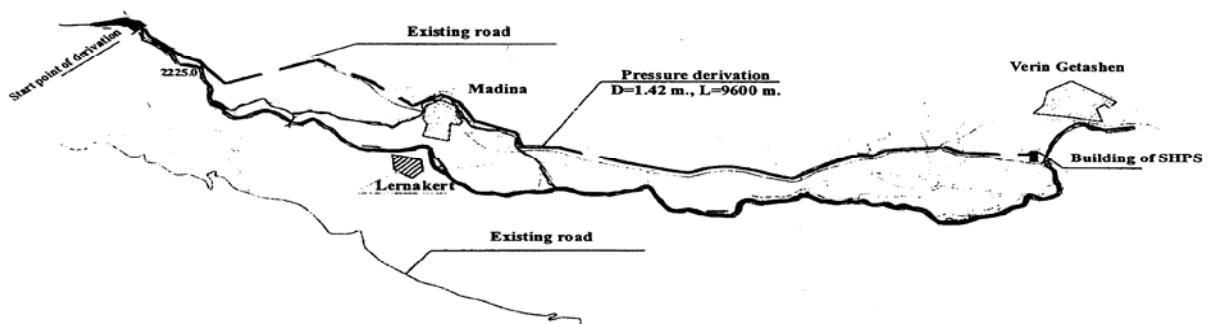 Existing road
Start point of derivation
2225.0
Madina
Pressure derivation
D=1.42 m., L=9600 m.
Verin Getashen
Building of SHPS
Lernakert
Existing road